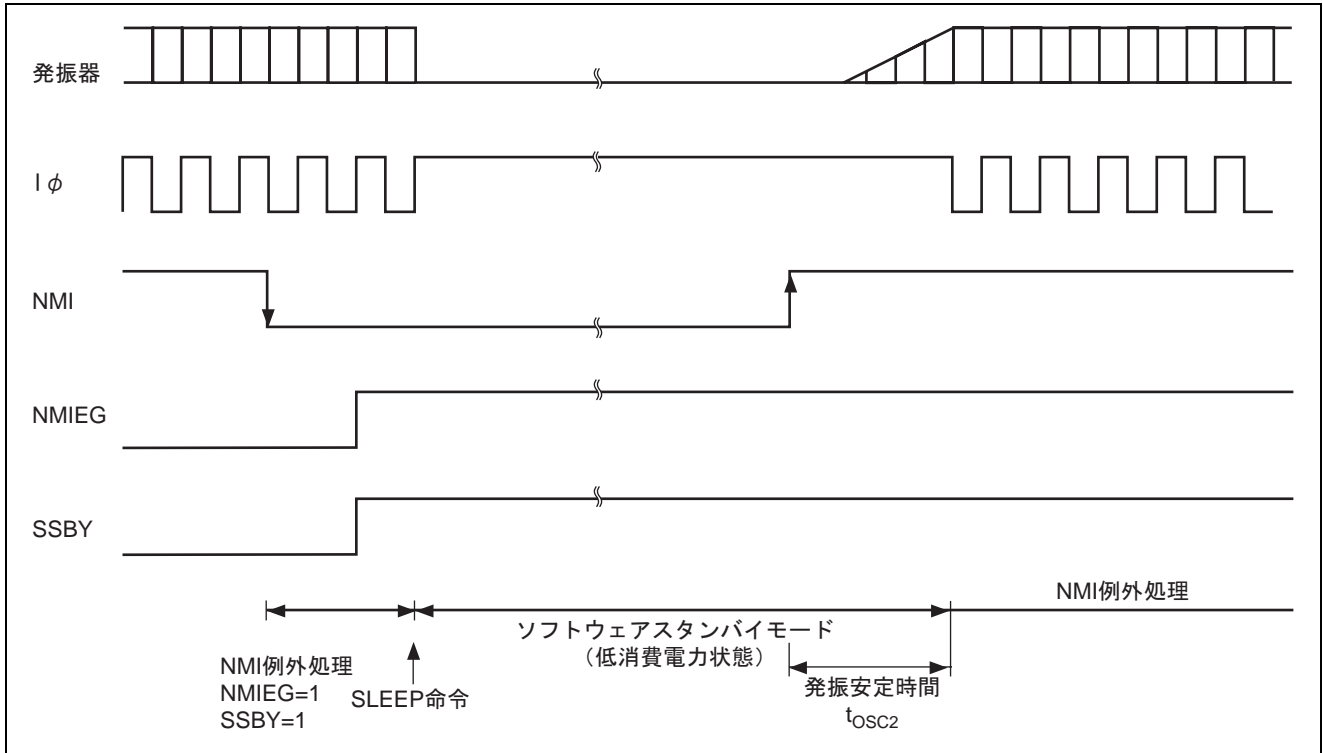 発振器
Iφ
NMI
NMIEG
SSBY
NMI例外処理
ソフトウェアスタンバイモード
(低消費電力状態)
NMI例外処理
NMIEG=1
SSBY=1
SLEEP命令
発振安定時間
tOSC2